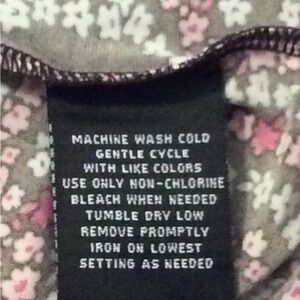 MACHINE WASH COLD
GENTLE CYCLE
WITH LIKE COLORS
USE ONLY NON-CHLORINE
BLEACH WHEN NEEDED
TUMBLE DRY LOW
REMOVE PROMPTLY
IRON ON LOWEST
SETTING AS NEEDED